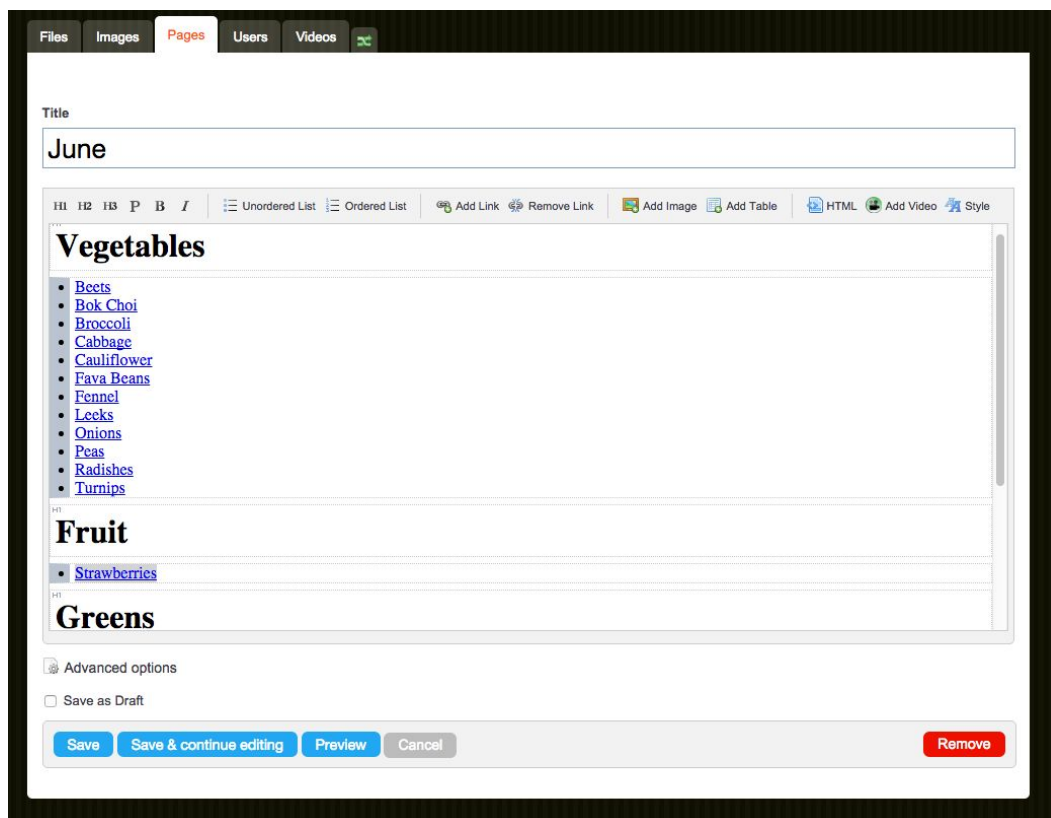 Files Images Pages Users Videos
Title
June
H1 H2 H3 P B I Unordered List Ordered List Add Link Remove Link Add Image Add Table HTML Add Video Style
H1
Vegetables
Beets
Bok Choi
Broccoli
Cabbage
Cauliflower
Fava Beans
Fennel
Leeks
Onions
Peas
Radishes
Turnips
H1
Fruit
Strawberries
H1
Greens
Advanced options
Save as Draft
Save Save & continue editing Preview Cancel Remove